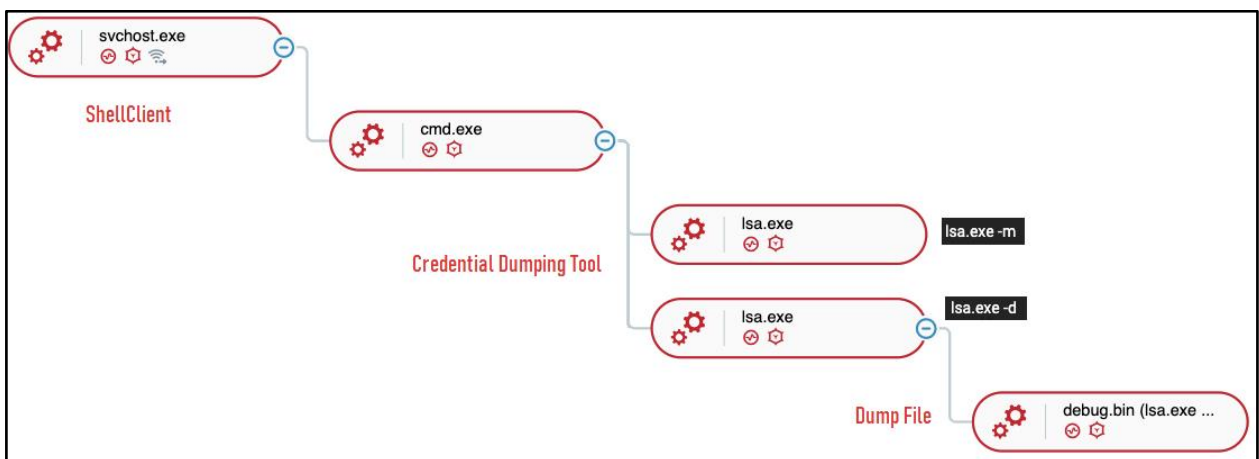 svchost.exe
ShellClient
cmd.exe
Credential Dumping Tool
lsa.exe
lsa.exe -m
lsa.exe
lsa.exe -d
Dump File
debug.bin (lsa.exe ...